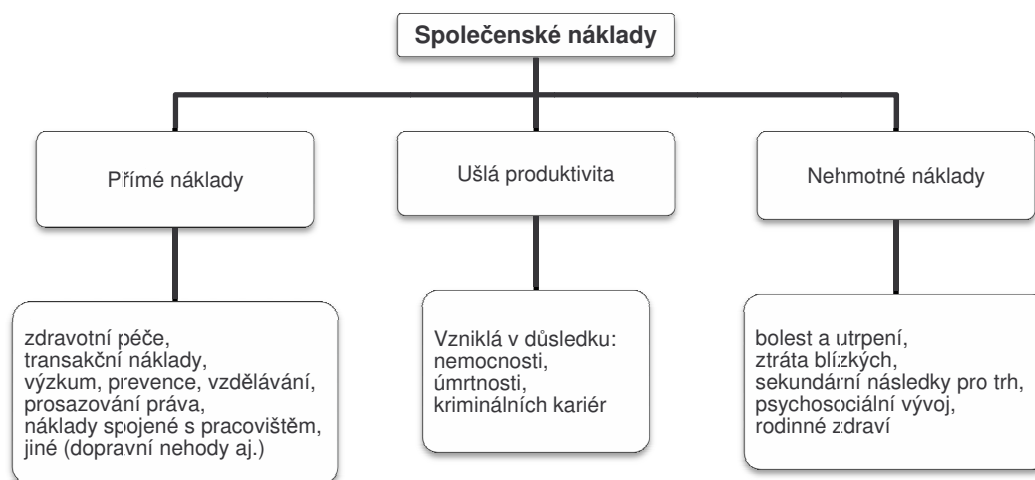 Společenské náklady
Přímé náklady
Ušlá produktivita
Nehmotné náklady
zdravotní péče,
transakční náklady,
výzkum, prevence, vzdělávání,
prosazování práva,
náklady spojené s pracovištěm,
jiné (dopravní nehody aj.)
Vzniklá v důsledku:
nemocnosti,
úmrtnosti,
kriminálních kariér
bolest a utrpení,
ztráta blízkých,
sekundární následky pro trh,
psychosociální vývoj,
rodinné zdraví